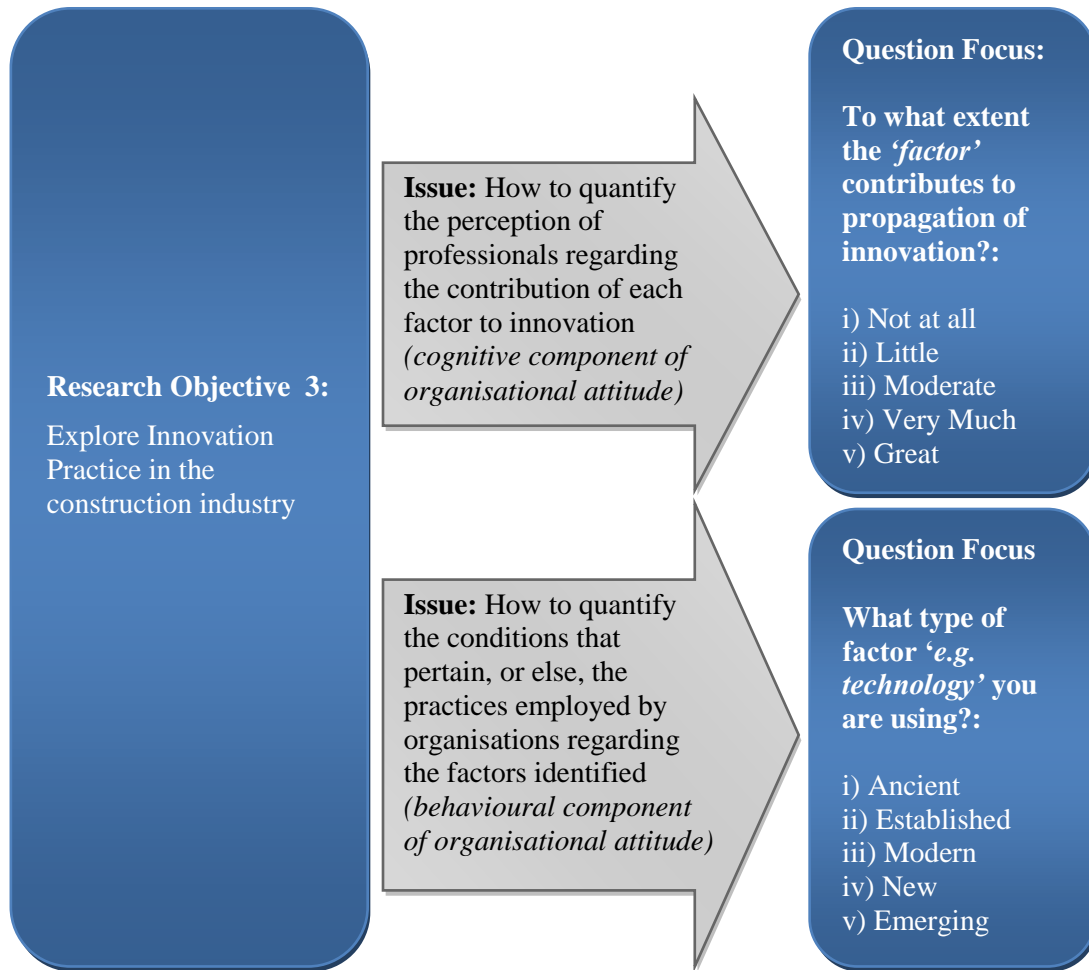 Research Objective  3:
Explore Innovation
Practice in the
construction industry
Issue: How to quantify
the perception of
professionals regarding
the contribution of each
factor to innovation
(cognitive component of
organisational attitude)
Question Focus:
To what extent
the ‘factor’
contributes to
propagation of
innovation?:
i) Not at all
ii) Little
iii) Moderate
iv) Very Much
v) Great
Issue: How to quantify
the conditions that
pertain, or else, the
practices employed by
organisations regarding
the factors identified
(behavioural component
of organisational attitude)
Question Focus
What type of
factor ‘e.g.
technology’ you
are using?:
i) Ancient
ii) Established
iii) Modern
iv) New
v) Emerging